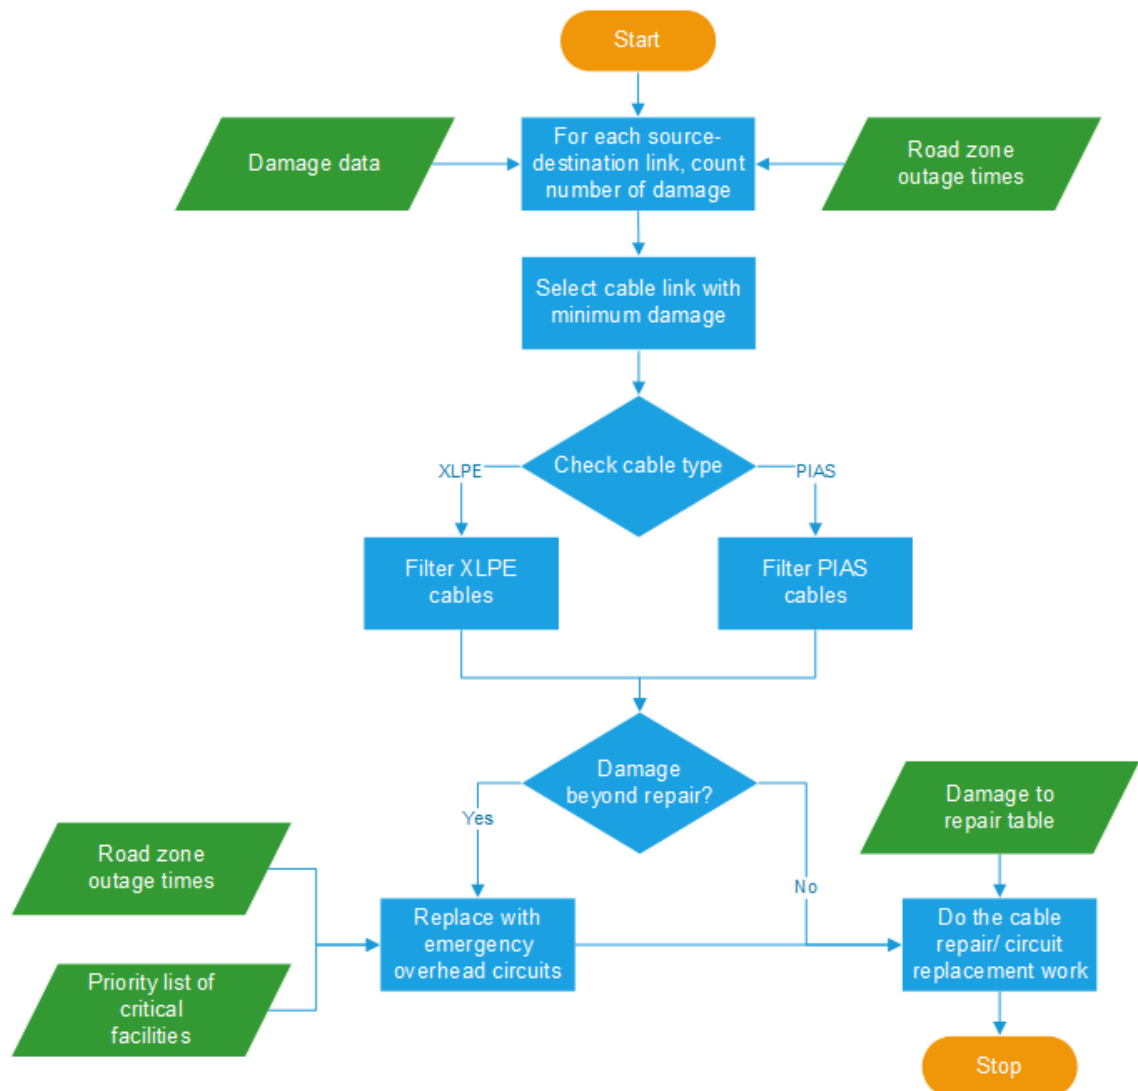 Start
Damage data
For each source-
destination link, count
number of damage
Road zone
outage times
Select cable link with
minimum damage
Check cable type
XLPE
PIAS
Filter XLPE
cables
Filter PIAS
cables
Damage
beyond repair?
Yes
No
Damage to
repair table
Road zone
outage times
Priority list of
critical
facilities
Replace with
emergency
overhead circuits
Do the cable
repair/ circuit
replacement work
Stop